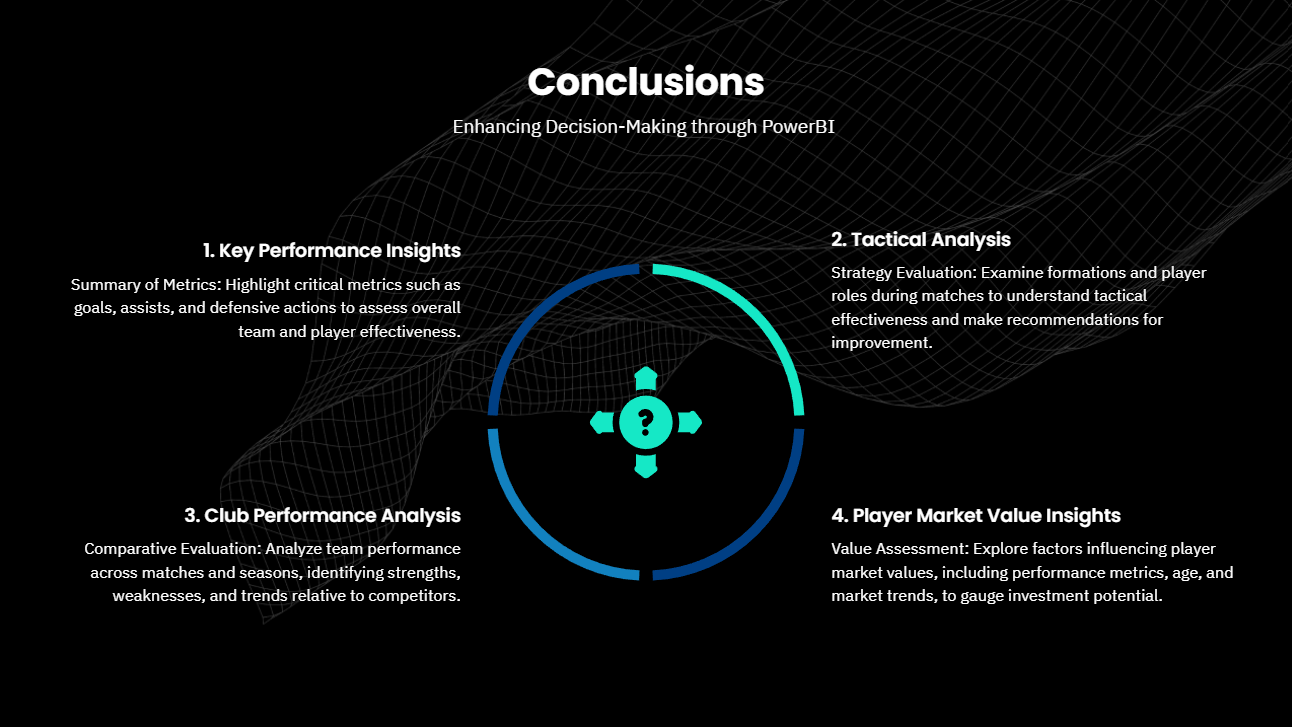 Conclusions
Enhancing Decision-Making through PowerBI
1. Key Performance Insights
Summary of Metrics: Highlight critical metrics such as
goals, assists, and defensive actions to assess overall
team and player effectiveness.
2. Tactical Analysis
Strategy Evaluation: Examine formations and player
roles during matches to understand tactical
effectiveness and make recommendations for
improvement.
?
3. Club Performance Analysis
Comparative Evaluation: Analyze team performance
across matches and seasons, identifying strengths,
weaknesses, and trends relative to competitors.
4. Player Market Value Insights
Value Assessment: Explore factors influencing player
market values, including performance metrics, age, and
market trends, to gauge investment potential.